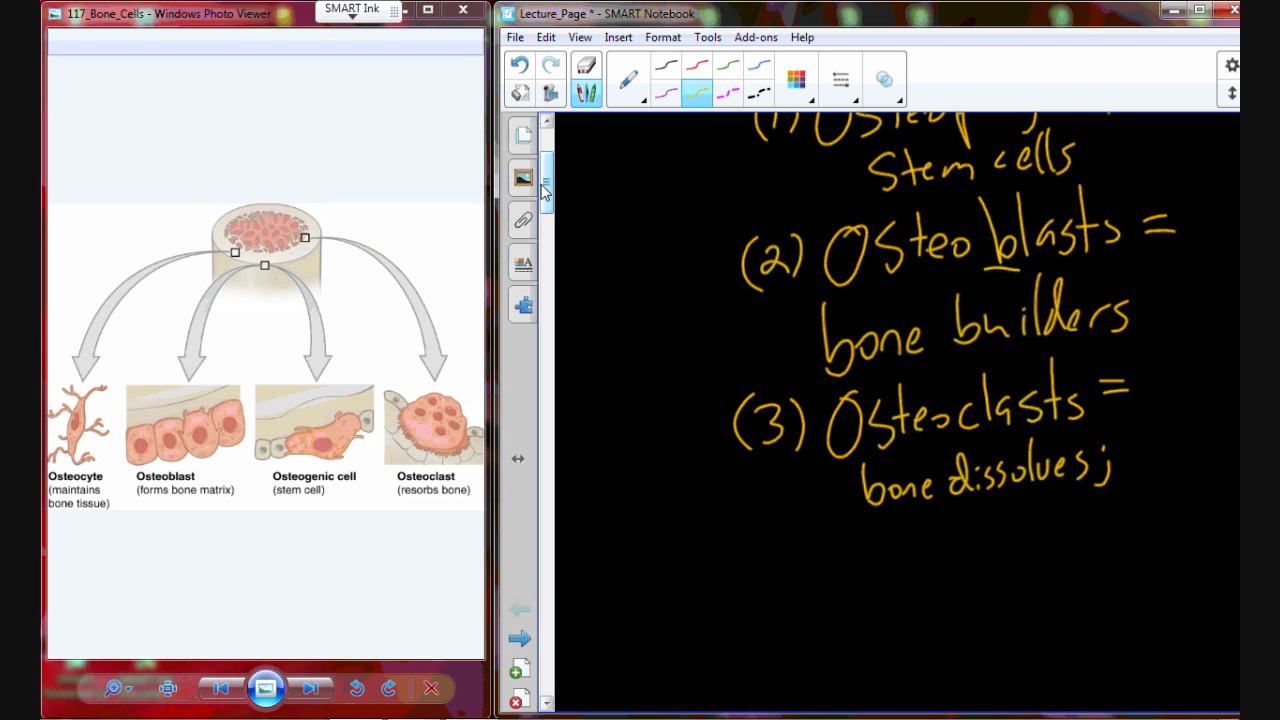 117_Bone_Cells - Windows Photo Viewer
SMART Ink
Osteocyte
(maintains
bone tissue)
Osteoblast
(forms bone matrix)
Osteogenic cell
(stem cell)
Osteoclast
(resorbs bone)
Lecture_Page * - SMART Notebook
File Edit View Insert Format Tools Add-ons Help
(1)
Stem cells
(2) Osteoblasts =
bone builders
(3) Osteoclasts =
bone dissolves;